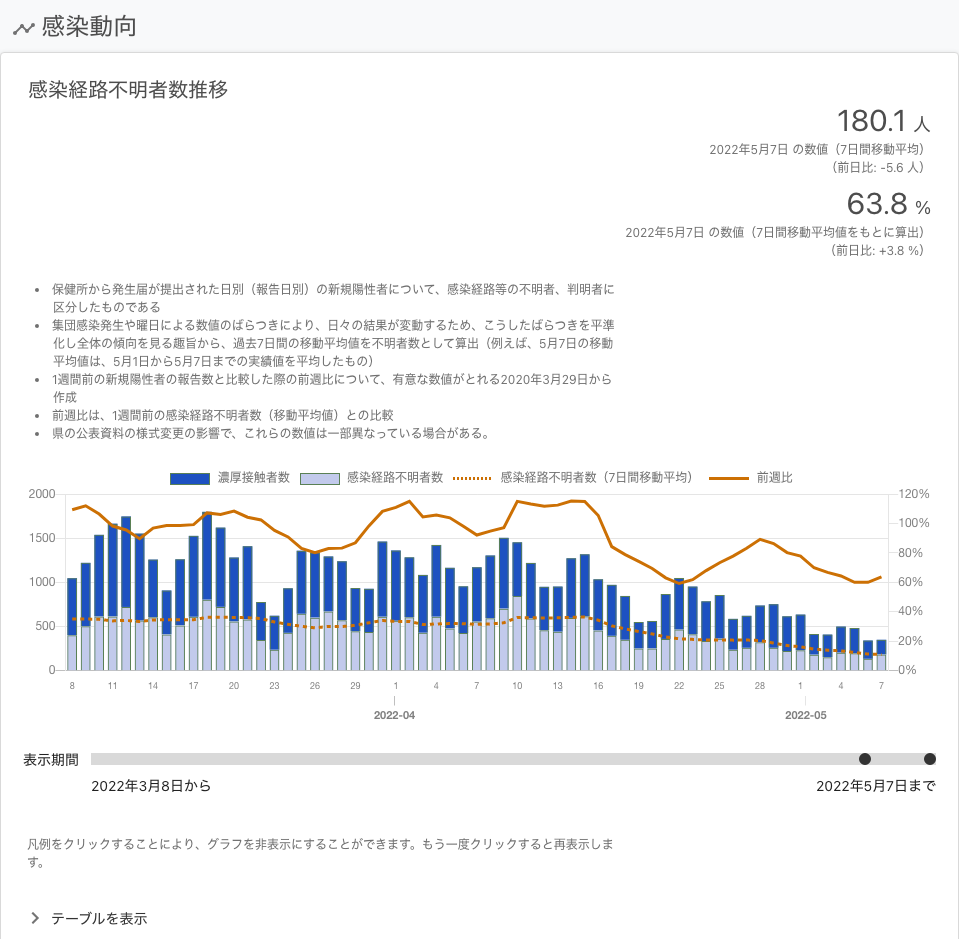 感染動向
感染経路不明者数推移
180.1 人
2022年5月7日 の数値（7日間移動平均）
（前日比: -5.6 人）
63.8 %
2022年5月7日 の数値（7日間移動平均値をもとに算出）
（前日比: +3.8 %）
• 保健所から発生届が提出された日別（報告日別）の新規陽性者について、感染経路等の不明者、判明者に
区分したものである
• 集団感染発生や曜日による数値のばらつきにより、日々の結果が変動するため、こうしたばらつきを平準
化し全体の傾向を見る趣旨から、過去7日間の移動平均値を不明者数として算出（例えば、5月7日の移動
平均値は、5月1日から5月7日までの実績値を平均したもの）
• 1週間前の新規陽性者の報告数と比較した際の前週比について、有意な数値がとれる2020年3月29日から
作成
• 前週比は、1週間前の感染経路不明者数（移動平均値）との比較
• 県の公表資料の様式変更の影響で、これらの数値は一部異なっている場合がある。
濃厚接触者数 感染経路不明者数 感染経路不明者数（7日間移動平均） 前週比
2000 120%
100%
1500
80%
1000 60%
40%
500
20%
0 0%
8 11 14 17 20 23 26 29 1 4 7 10 13 16 19 22 25 28 1 4 7
2022-04 2022-05
表示期間
2022年3月8日から 2022年5月7日まで
凡例をクリックすることにより、グラフを非表示にすることができます。もう一度クリックすると再表示しま
す。
テーブルを表示